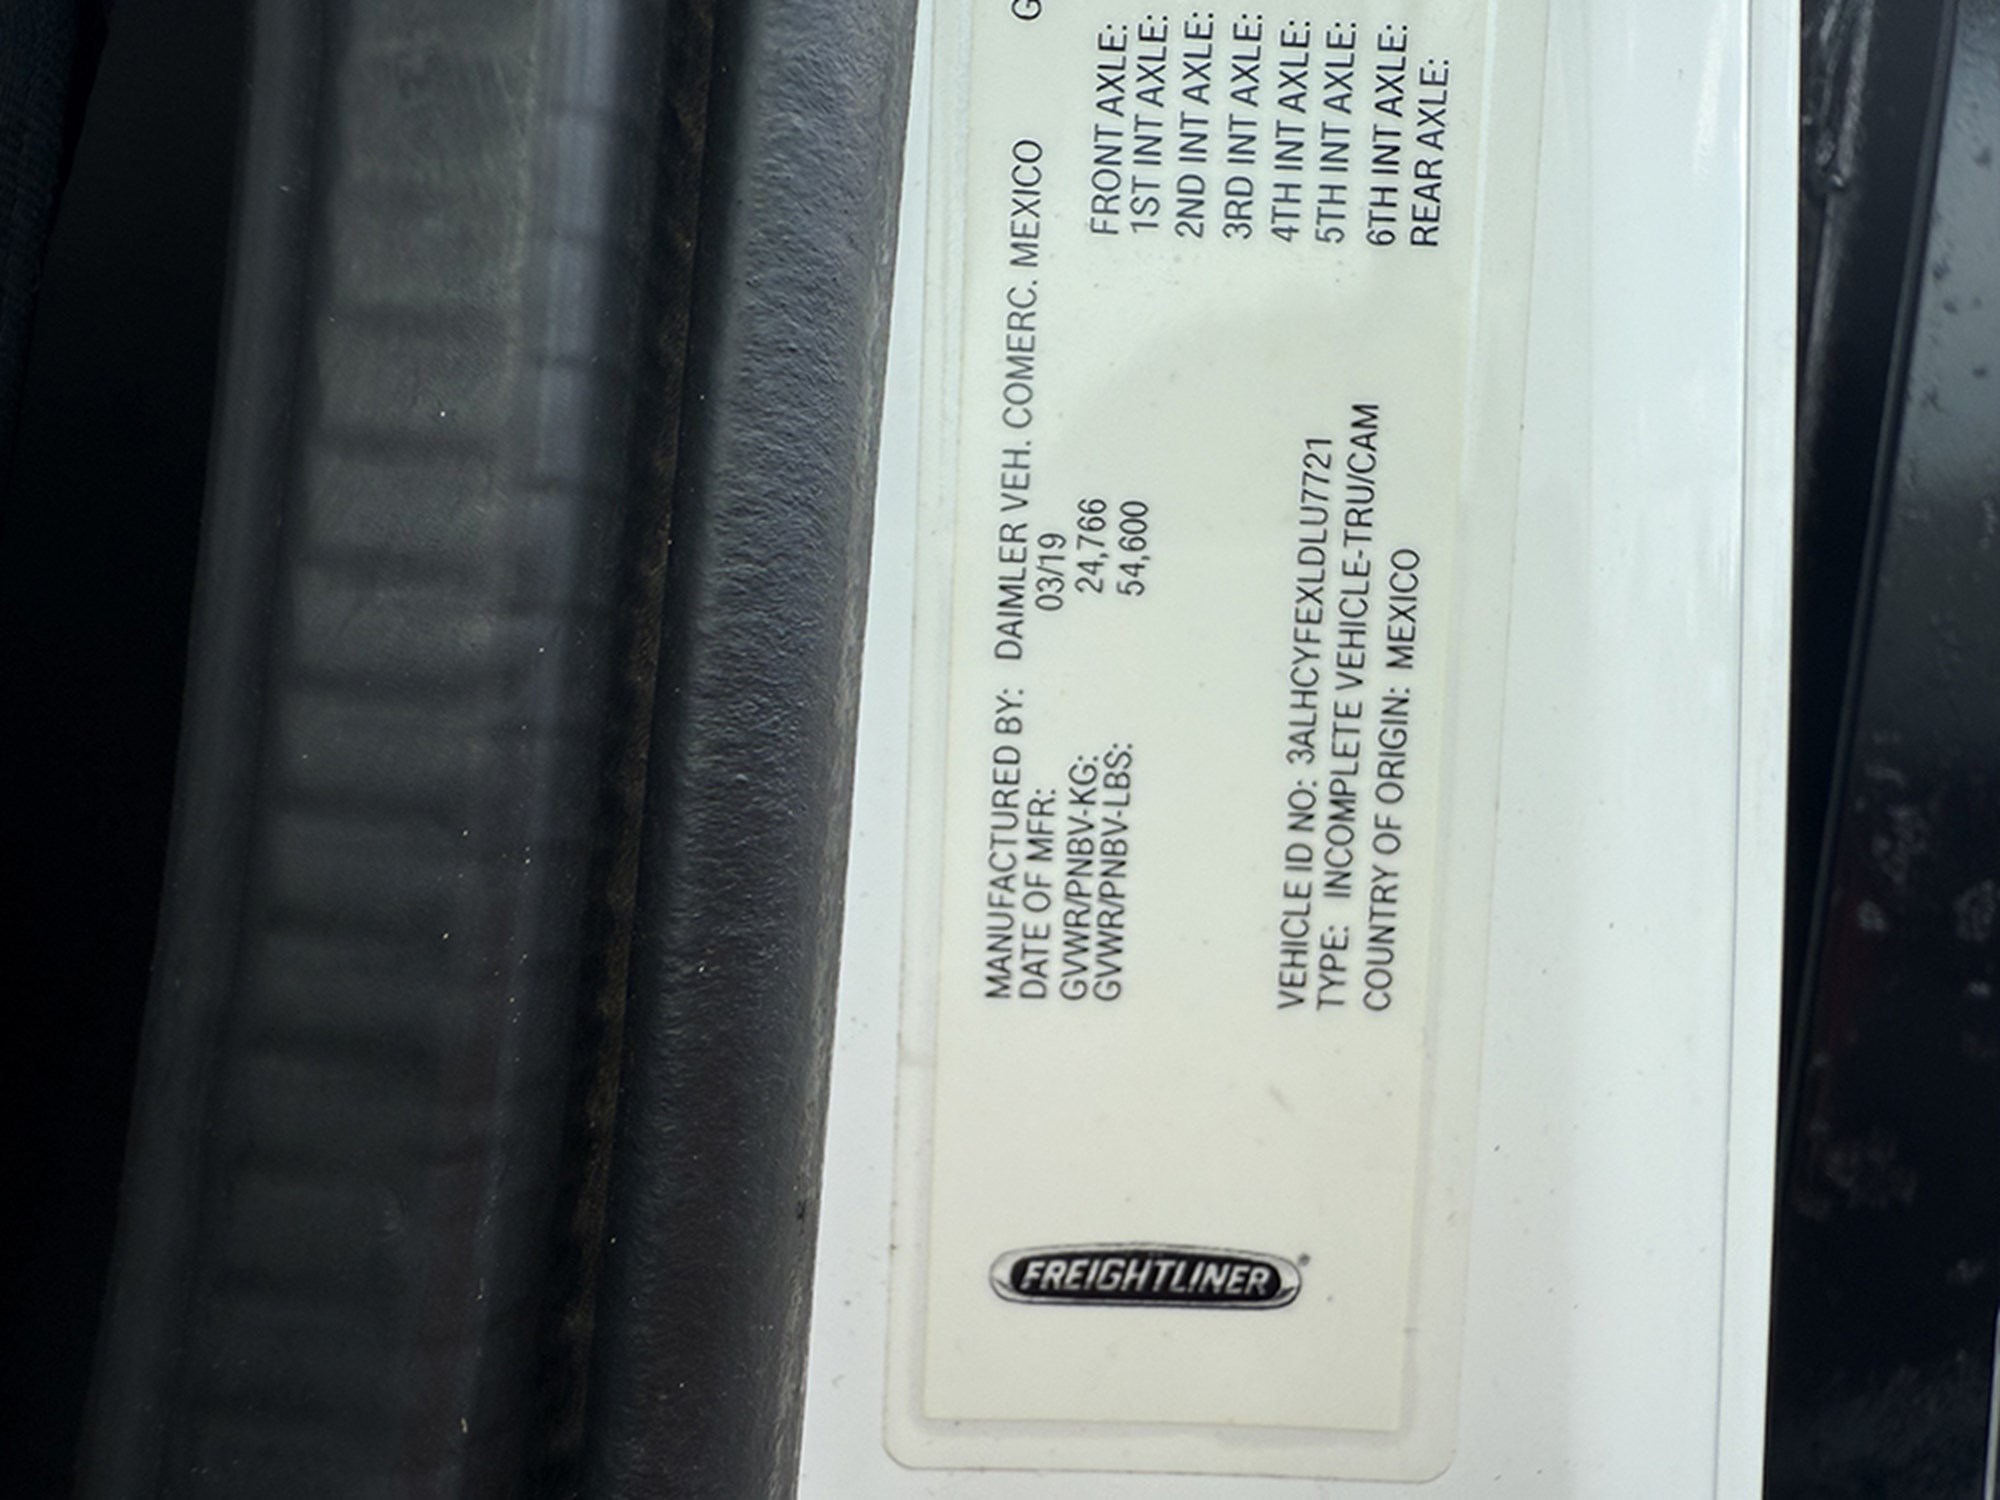 FREIGHTLINER
MANUFACTURED BY: DAIMLER VEH. COMERC. MEXICO
DATE OF MFR: 03/19
GVWR/PNBV-KG: 24,766
GVWR/PNBV-LBS: 54,600
VEHICLE ID NO: 3ALHCYFEXLDLU7721
TYPE: INCOMPLETE VEHICLE-TRU/CAM
COUNTRY OF ORIGIN: MEXICO
G
FRONT AXLE:
1ST INT AXLE:
2ND INT AXLE:
3RD INT AXLE:
4TH INT AXLE:
5TH INT AXLE:
6TH INT AXLE:
REAR AXLE: